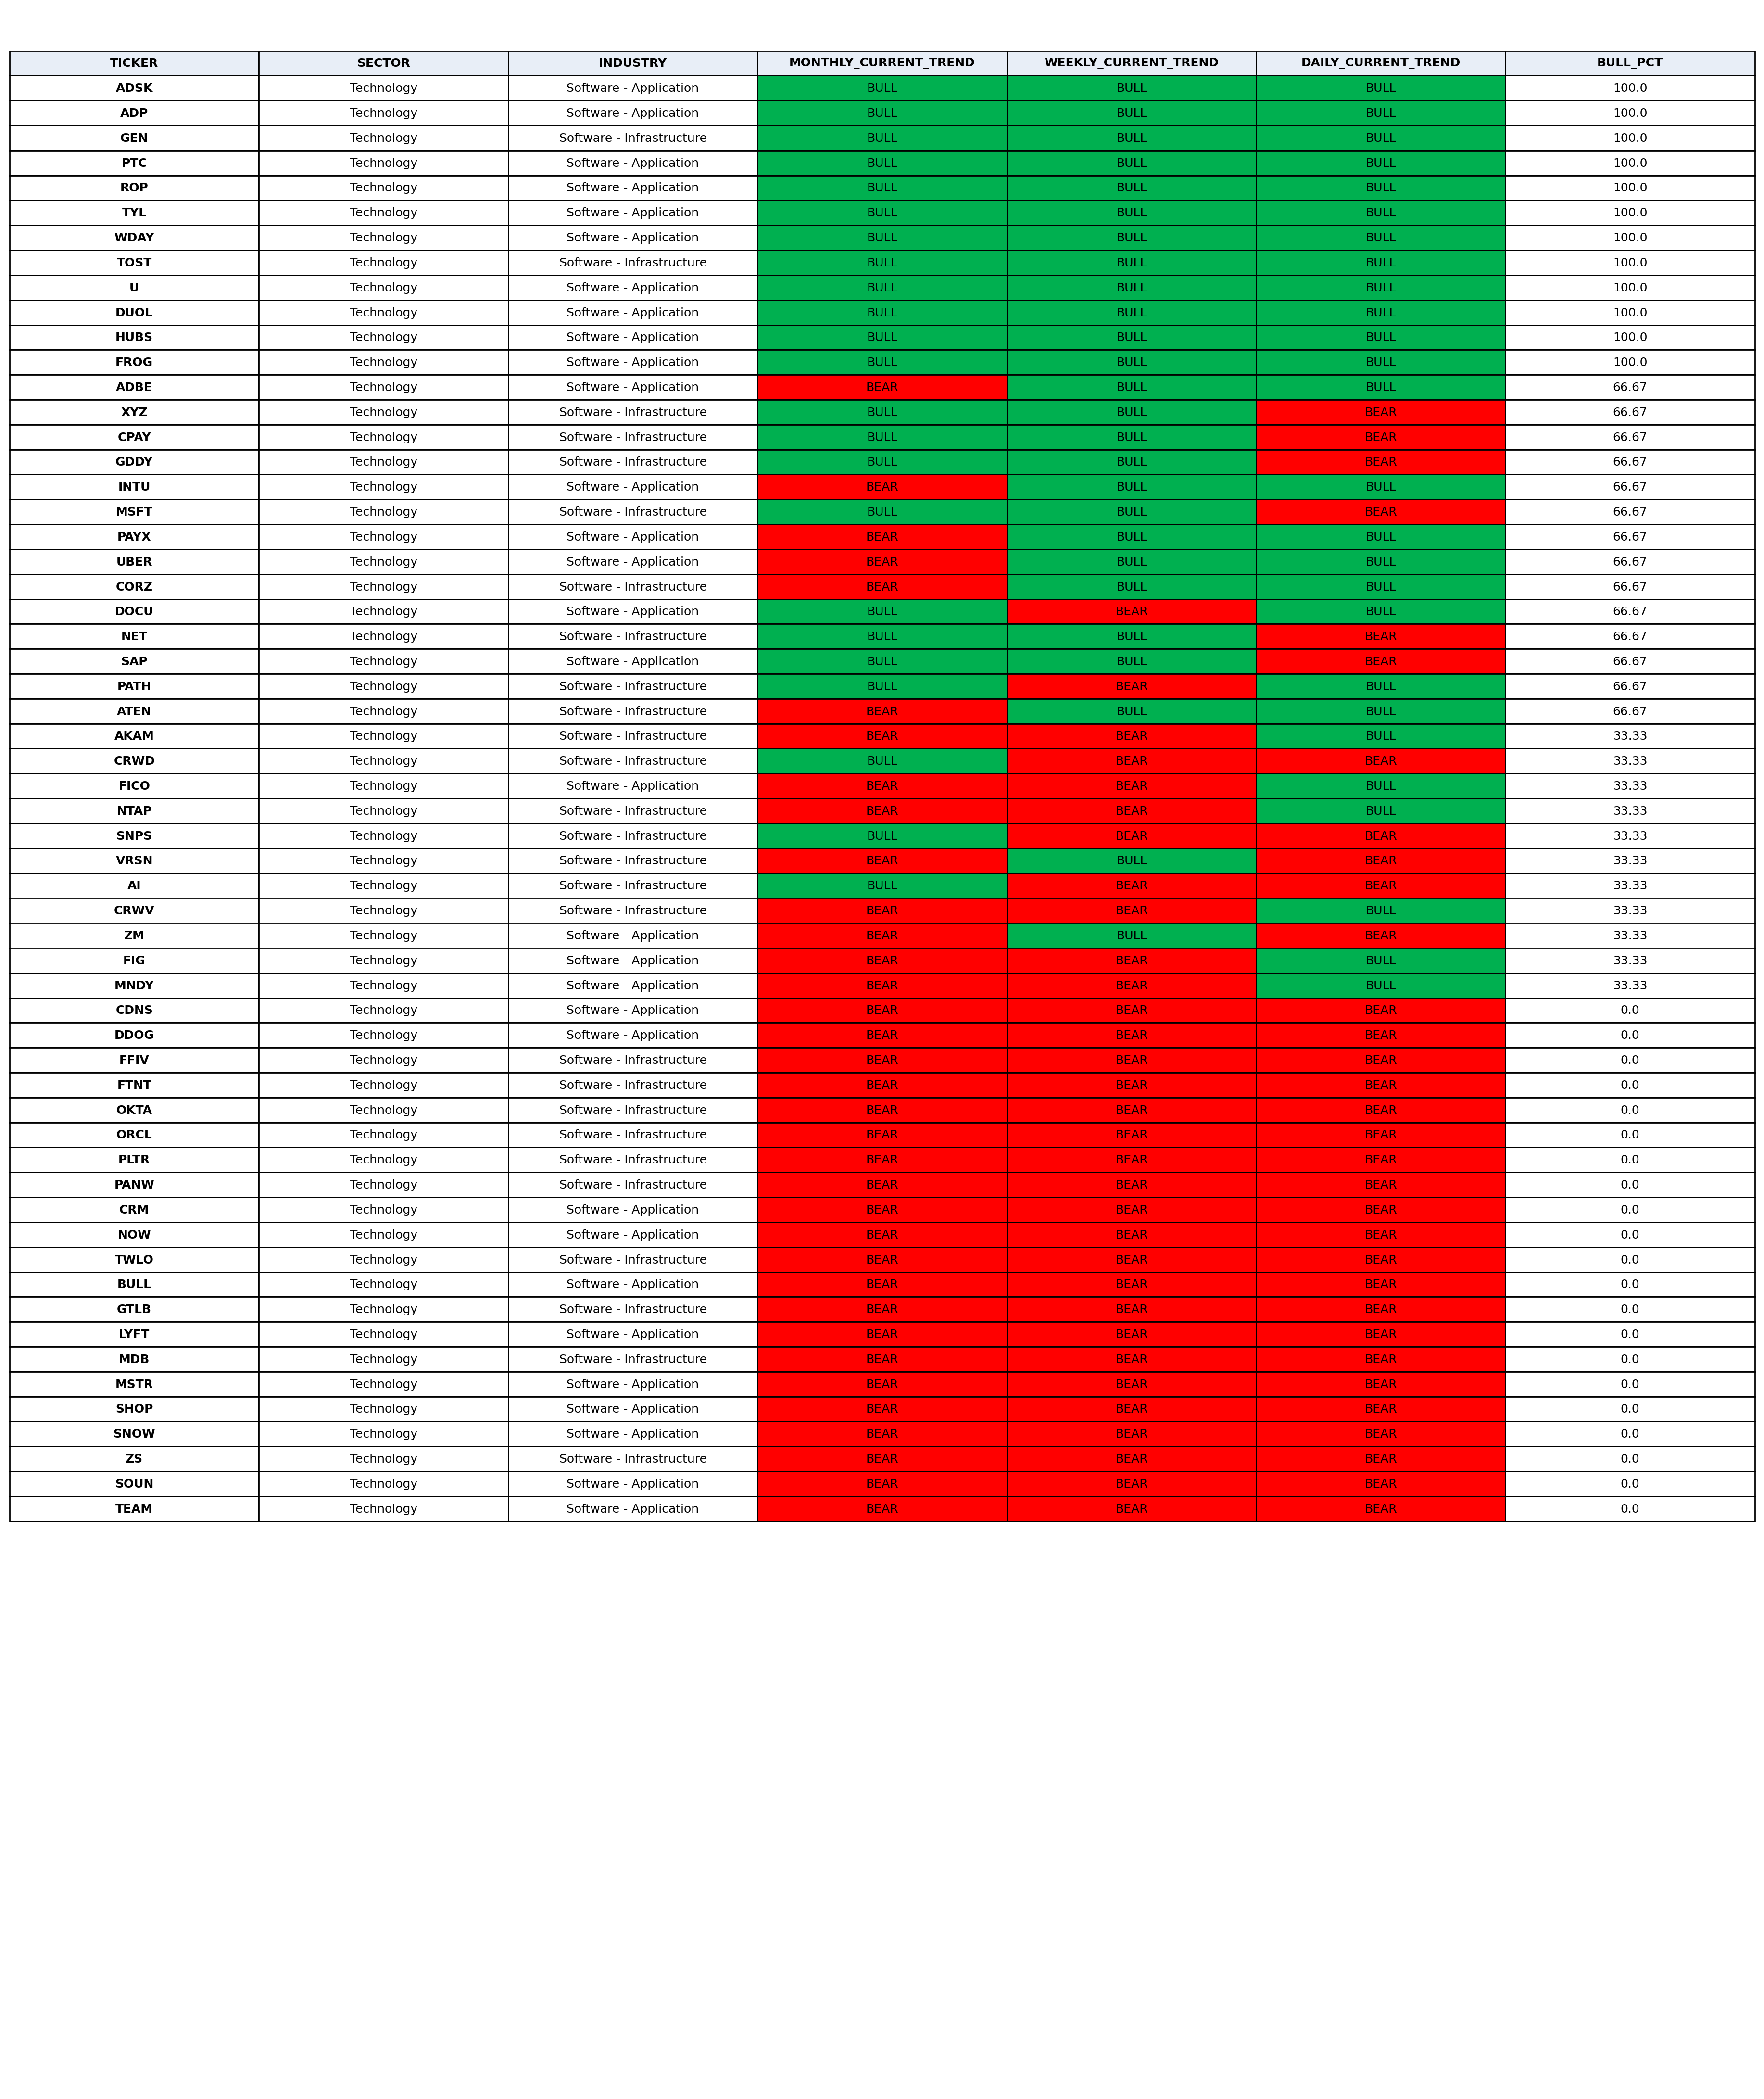 TICKER SECTOR INDUSTRY MONTHLY_CURRENT_TREND WEEKLY_CURRENT_TREND DAILY_CURRENT_TREND BULL_PCT
ADSK Technology Software - Application BULL BULL BULL 100.0
ADP Technology Software - Application BULL BULL BULL 100.0
GEN Technology Software - Infrastructure BULL BULL BULL 100.0
PTC Technology Software - Application BULL BULL BULL 100.0
ROP Technology Software - Application BULL BULL BULL 100.0
TYL Technology Software - Application BULL BULL BULL 100.0
WDAY Technology Software - Application BULL BULL BULL 100.0
TOST Technology Software - Infrastructure BULL BULL BULL 100.0
U Technology Software - Application BULL BULL BULL 100.0
DUOL Technology Software - Application BULL BULL BULL 100.0
HUBS Technology Software - Application BULL BULL BULL 100.0
FROG Technology Software - Application BULL BULL BULL 100.0
ADBE Technology Software - Application BEAR BULL BULL 66.67
XYZ Technology Software - Infrastructure BULL BULL BEAR 66.67
CPAY Technology Software - Infrastructure BULL BULL BEAR 66.67
GDDY Technology Software - Infrastructure BULL BULL BEAR 66.67
INTU Technology Software - Application BEAR BULL BULL 66.67
MSFT Technology Software - Infrastructure BULL BULL BEAR 66.67
PAYX Technology Software - Application BEAR BULL BULL 66.67
UBER Technology Software - Application BEAR BULL BULL 66.67
CORZ Technology Software - Infrastructure BEAR BULL BULL 66.67
DOCU Technology Software - Application BULL BEAR BULL 66.67
NET Technology Software - Infrastructure BULL BULL BEAR 66.67
SAP Technology Software - Application BULL BULL BEAR 66.67
PATH Technology Software - Infrastructure BULL BEAR BULL 66.67
ATEN Technology Software - Infrastructure BEAR BULL BULL 66.67
AKAM Technology Software - Infrastructure BEAR BEAR BULL 33.33
CRWD Technology Software - Infrastructure BULL BEAR BEAR 33.33
FICO Technology Software - Application BEAR BEAR BULL 33.33
NTAP Technology Software - Infrastructure BEAR BEAR BULL 33.33
SNPS Technology Software - Infrastructure BULL BEAR BEAR 33.33
VRSN Technology Software - Infrastructure BEAR BULL BEAR 33.33
AI Technology Software - Infrastructure BULL BEAR BEAR 33.33
CRWV Technology Software - Infrastructure BEAR BEAR BULL 33.33
ZM Technology Software - Application BEAR BULL BEAR 33.33
FIG Technology Software - Application BEAR BEAR BULL 33.33
MNDY Technology Software - Application BEAR BEAR BULL 33.33
CDNS Technology Software - Application BEAR BEAR BEAR 0.0
DDOG Technology Software - Application BEAR BEAR BEAR 0.0
FFIV Technology Software - Infrastructure BEAR BEAR BEAR 0.0
FTNT Technology Software - Infrastructure BEAR BEAR BEAR 0.0
OKTA Technology Software - Infrastructure BEAR BEAR BEAR 0.0
ORCL Technology Software - Infrastructure BEAR BEAR BEAR 0.0
PLTR Technology Software - Infrastructure BEAR BEAR BEAR 0.0
PANW Technology Software - Infrastructure BEAR BEAR BEAR 0.0
CRM Technology Software - Application BEAR BEAR BEAR 0.0
NOW Technology Software - Application BEAR BEAR BEAR 0.0
TWLO Technology Software - Infrastructure BEAR BEAR BEAR 0.0
BULL Technology Software - Application BEAR BEAR BEAR 0.0
GTLB Technology Software - Infrastructure BEAR BEAR BEAR 0.0
LYFT Technology Software - Application BEAR BEAR BEAR 0.0
MDB Technology Software - Infrastructure BEAR BEAR BEAR 0.0
MSTR Technology Software - Application BEAR BEAR BEAR 0.0
SHOP Technology Software - Application BEAR BEAR BEAR 0.0
SNOW Technology Software - Application BEAR BEAR BEAR 0.0
ZS Technology Software - Infrastructure BEAR BEAR BEAR 0.0
SOUN Technology Software - Application BEAR BEAR BEAR 0.0
TEAM Technology Software - Application BEAR BEAR BEAR 0.0